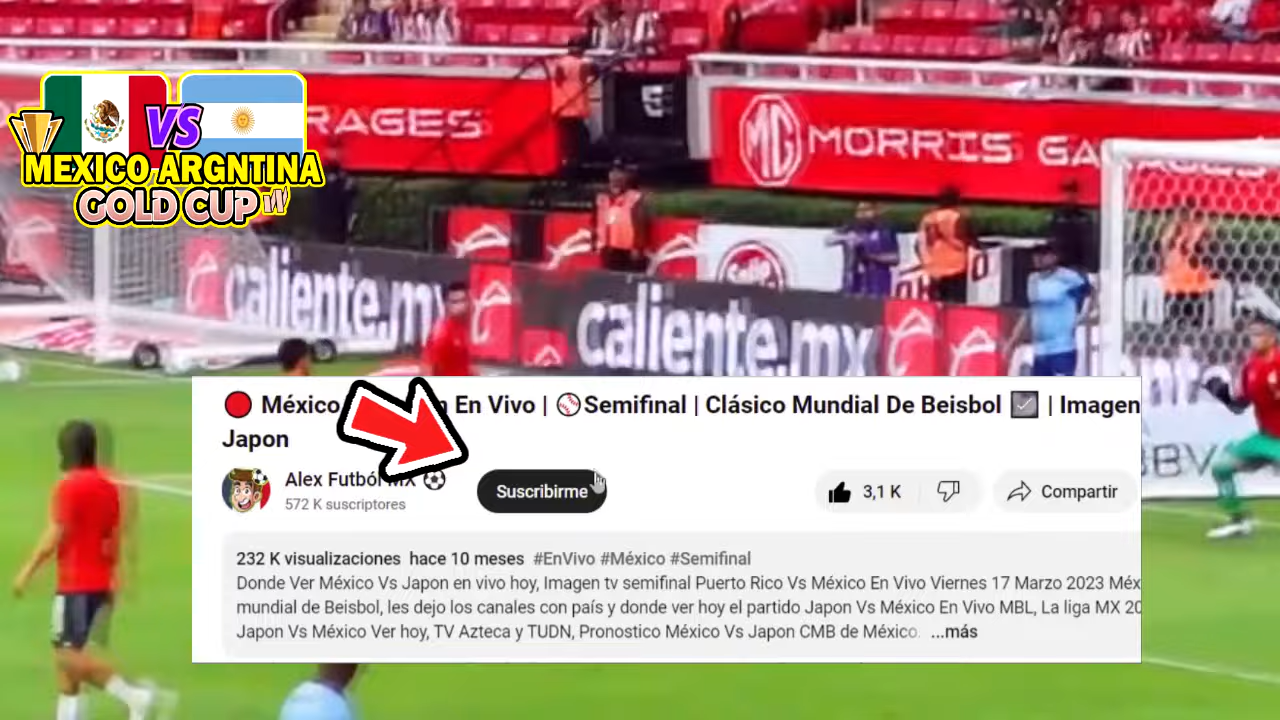 VS
MEXICO ARGNTINA
GOLD CUP W
RAGES
MG MORRIS GA
caliente.mx
caliente.mx
BBV
México En Vivo | Semifinal | Clásico Mundial De Beisbol | Imagen
Japon
Alex Futból MX
572 K suscriptores
Suscribirme
3,1 K
Compartir
232 K visualizaciones hace 10 meses #EnVivo #México #Semifinal
Donde Ver México Vs Japon en vivo hoy, Imagen tv semifinal Puerto Rico Vs México En Vivo Viernes 17 Marzo 2023 Méx
mundial de Beisbol, les dejo los canales con país y donde ver hoy el partido Japon Vs México En Vivo MBL, La liga MX 20
Japon Vs México Ver hoy, TV Azteca y TUDN, Pronostico México Vs Japon CMB de México. ...más